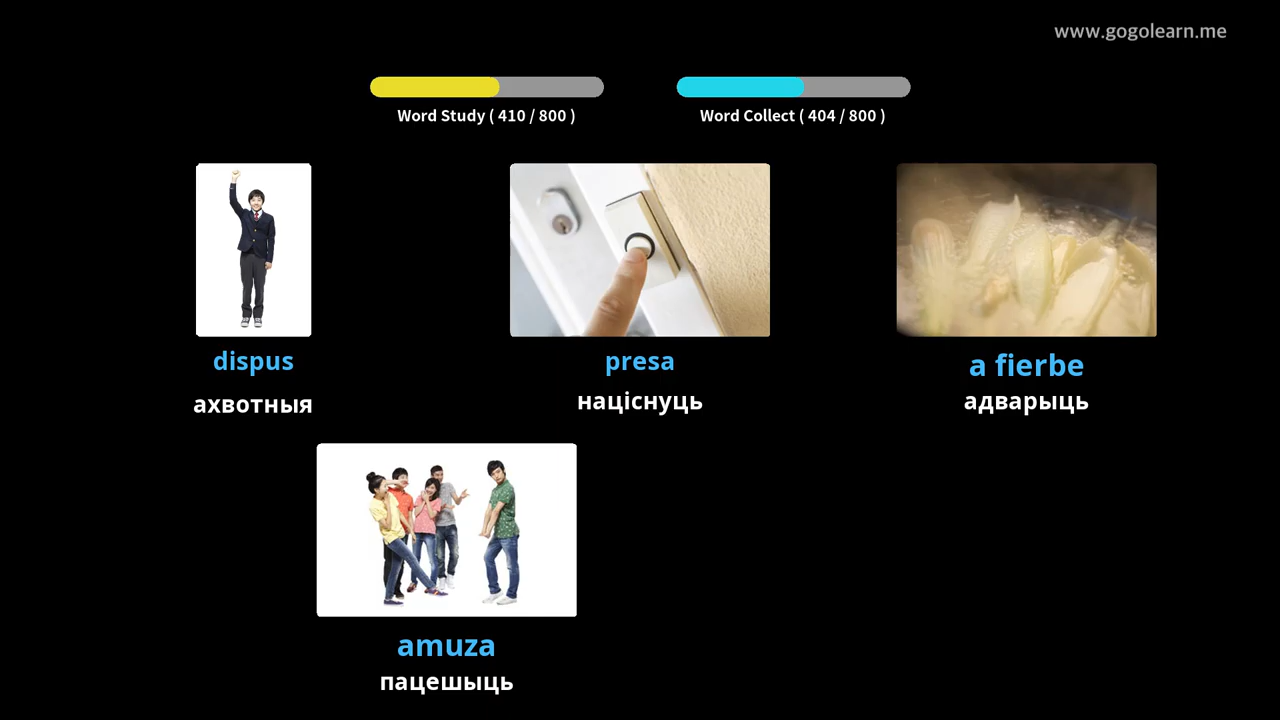 www.gogolearn.me
Word Study ( 410 / 800 )
Word Collect ( 404 / 800 )
dispus
ахвотныя
presa
націснуць
a fierbe
адварыць
amuza
пацешыць